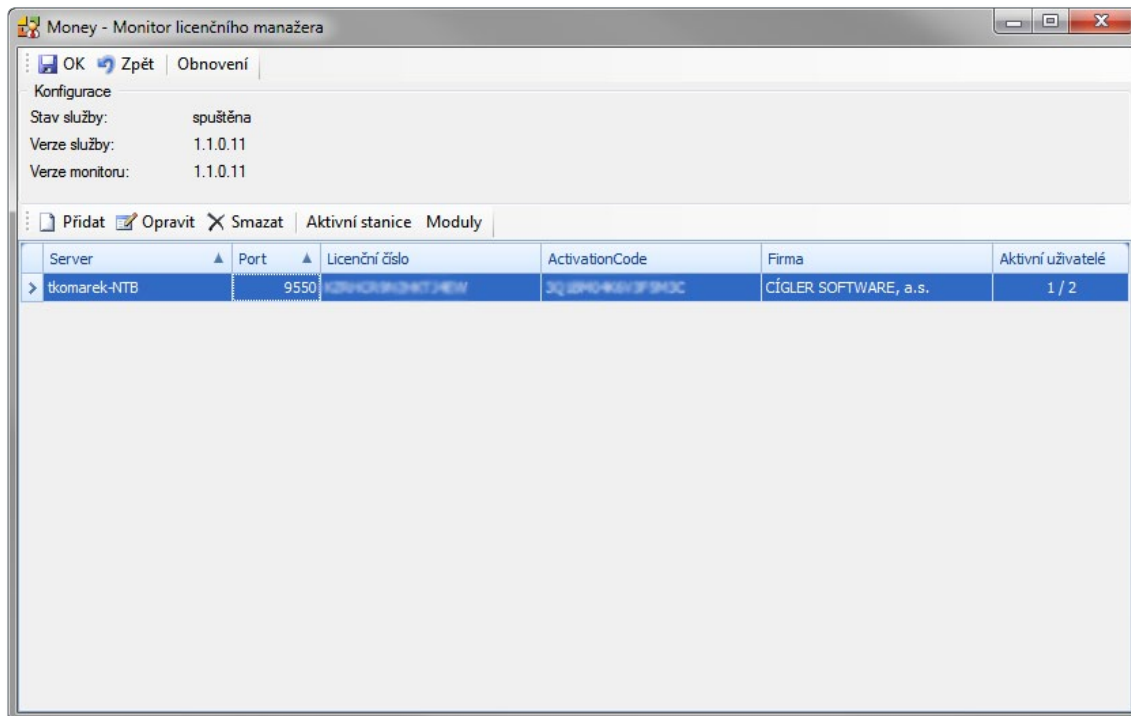 Money - Monitor licenčního manažera
OK Zpět Obnovení
Konfigurace
Stav služby: spuštěna
Verze služby: 1.1.0.11
Verze monitoru: 1.1.0.11
Přidat Opravit Smazat Aktivní stanice Moduly
Server Port Licenční číslo ActivationCode Firma Aktivní uživatelé
tkomarek-NTB 9550 CÍGLER SOFTWARE, a.s. 1 / 2